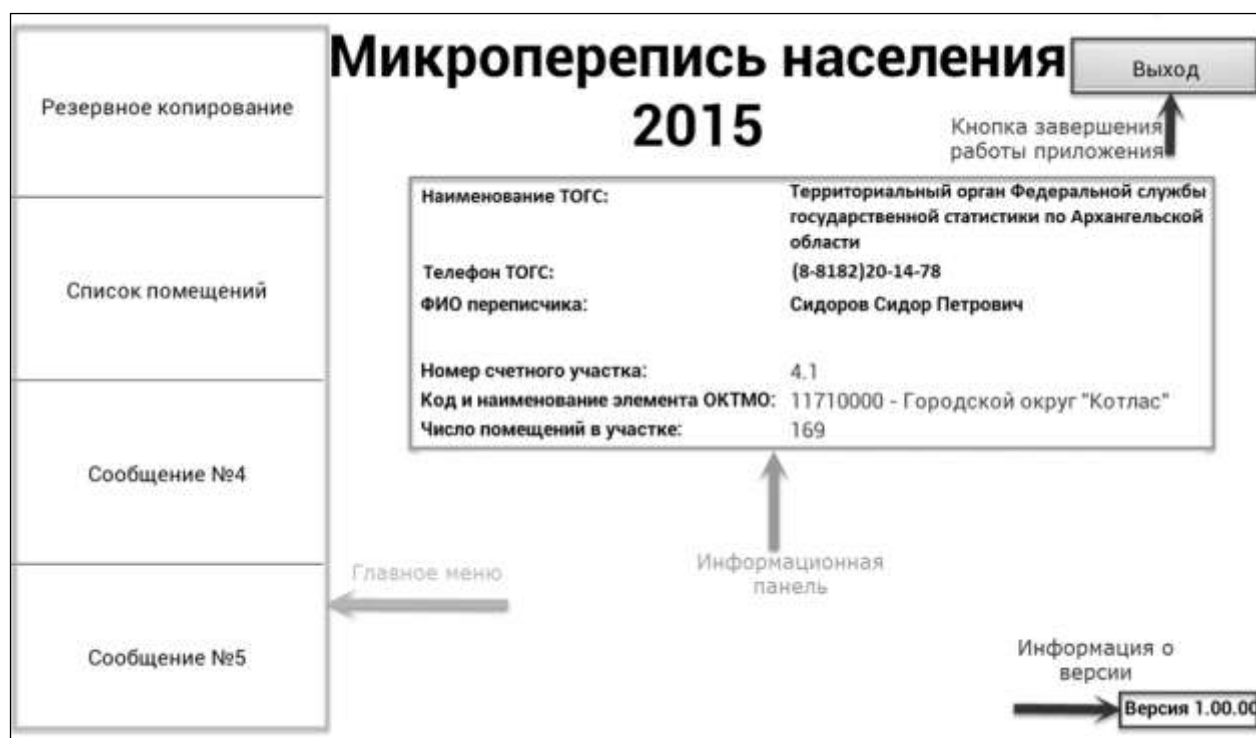 Микроперепись населения
2015
Выход
Кнопка завершения
работы приложения
Резервное копирование
Список помещений
Сообщение №4
Сообщение №5
Наименование ТОГС:
Территориальный орган Федеральной службы
государственной статистики по Архангельской
области
Телефон ТОГС:
(8-8182)20-14-78
ФИО переписчика:
Сидоров Сидор Петрович
Номер счетного участка:
4.1
Код и наименование элемента ОКТМО:
11710000 - Городской округ "Котлас"
Число помещений в участке:
169
Главное меню
Информационная
панель
Информация о
версии
Версия 1.00.00